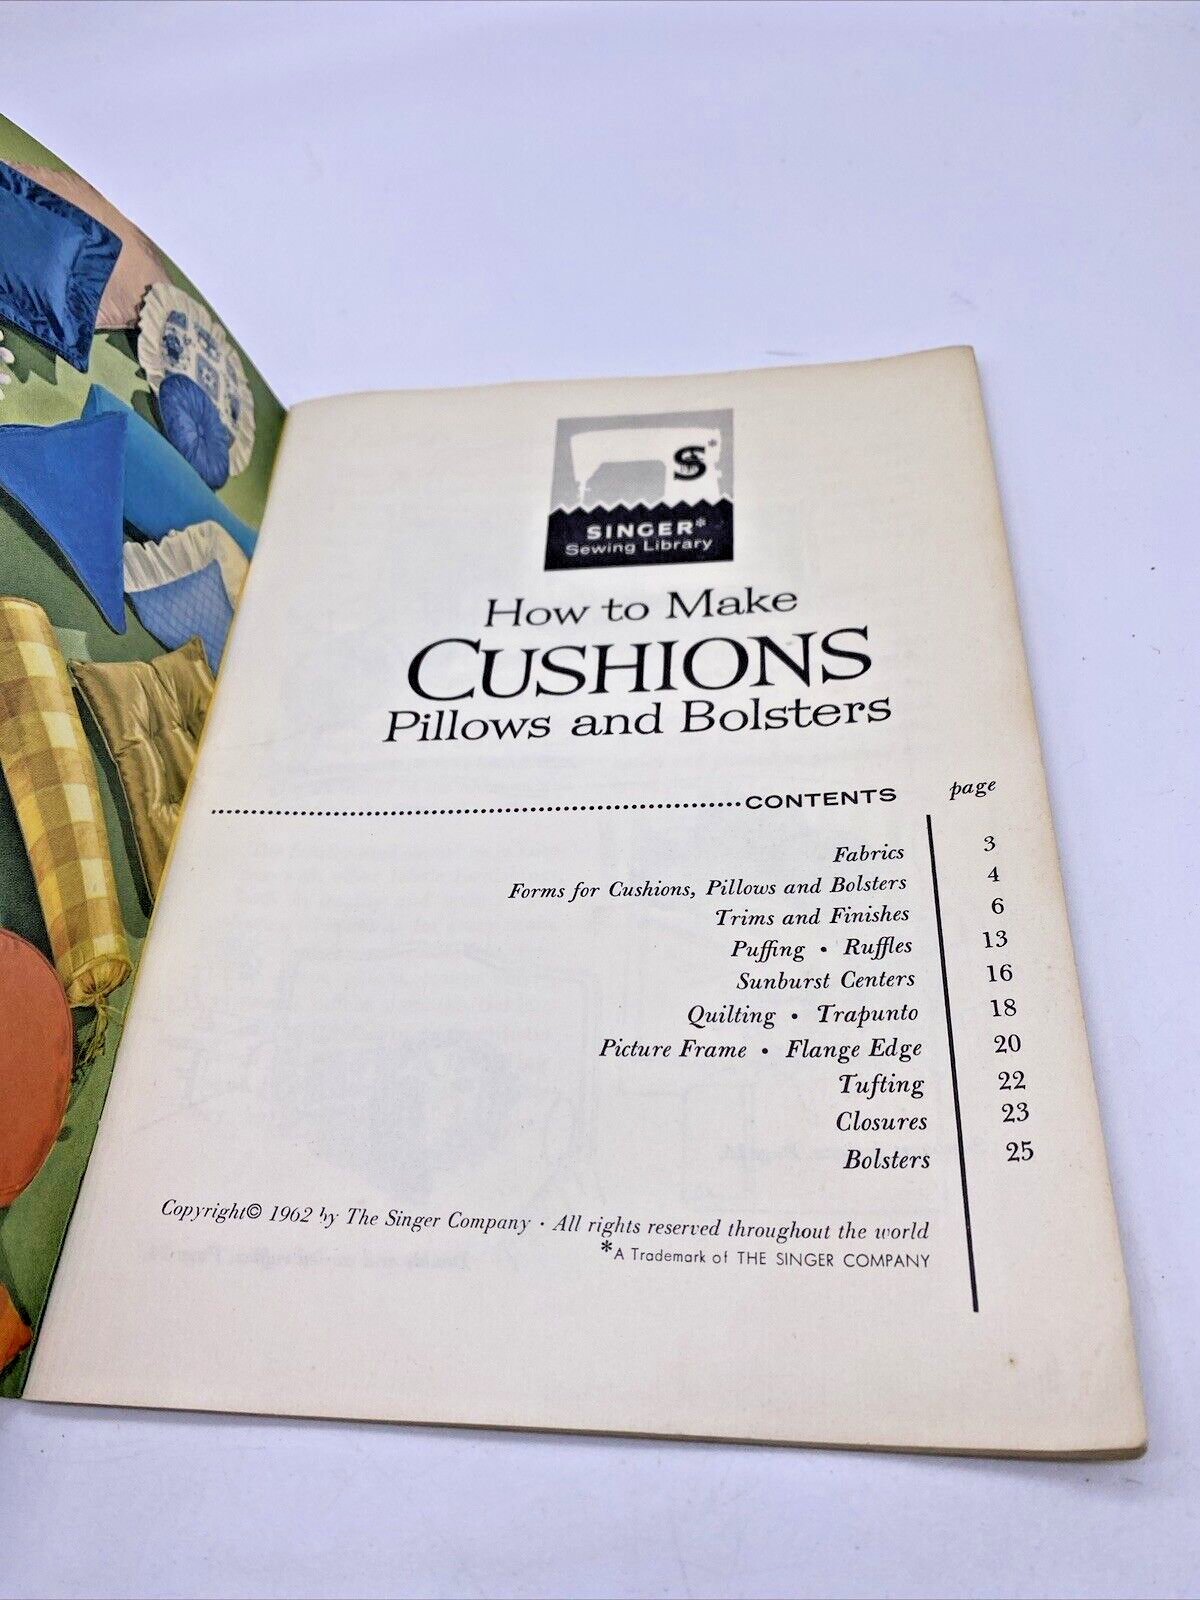 S*
SINGER*
Sewing Library
How to Make
CUSHIONS
Pillows and Bolsters
CONTENTS page
Fabrics 3
Forms for Cushions, Pillows and Bolsters 4
Trims and Finishes 6
Puffing • Ruffles 13
Sunburst Centers 16
Quilting • Trapunto 18
Picture Frame • Flange Edge 20
Tufting 22
Closures 23
Bolsters 25
Copyright© 1962 by The Singer Company · All rights reserved throughout the world
*A Trademark of THE SINGER COMPANY